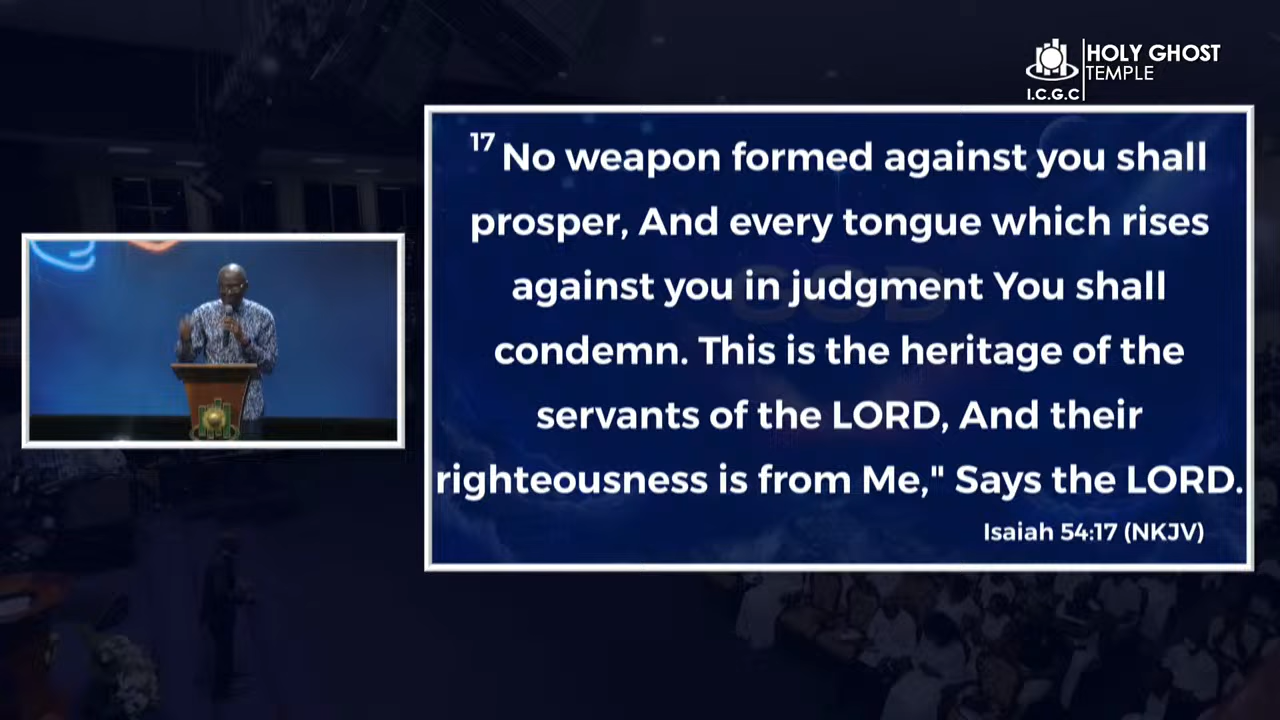 HOLY GHOST
TEMPLE
I.C.G.C
17 No weapon formed against you shall
prosper, And every tongue which rises
against you in judgment You shall
condemn. This is the heritage of the
servants of the LORD, And their
righteousness is from Me," Says the LORD.
Isaiah 54:17 (NKJV)
GOD